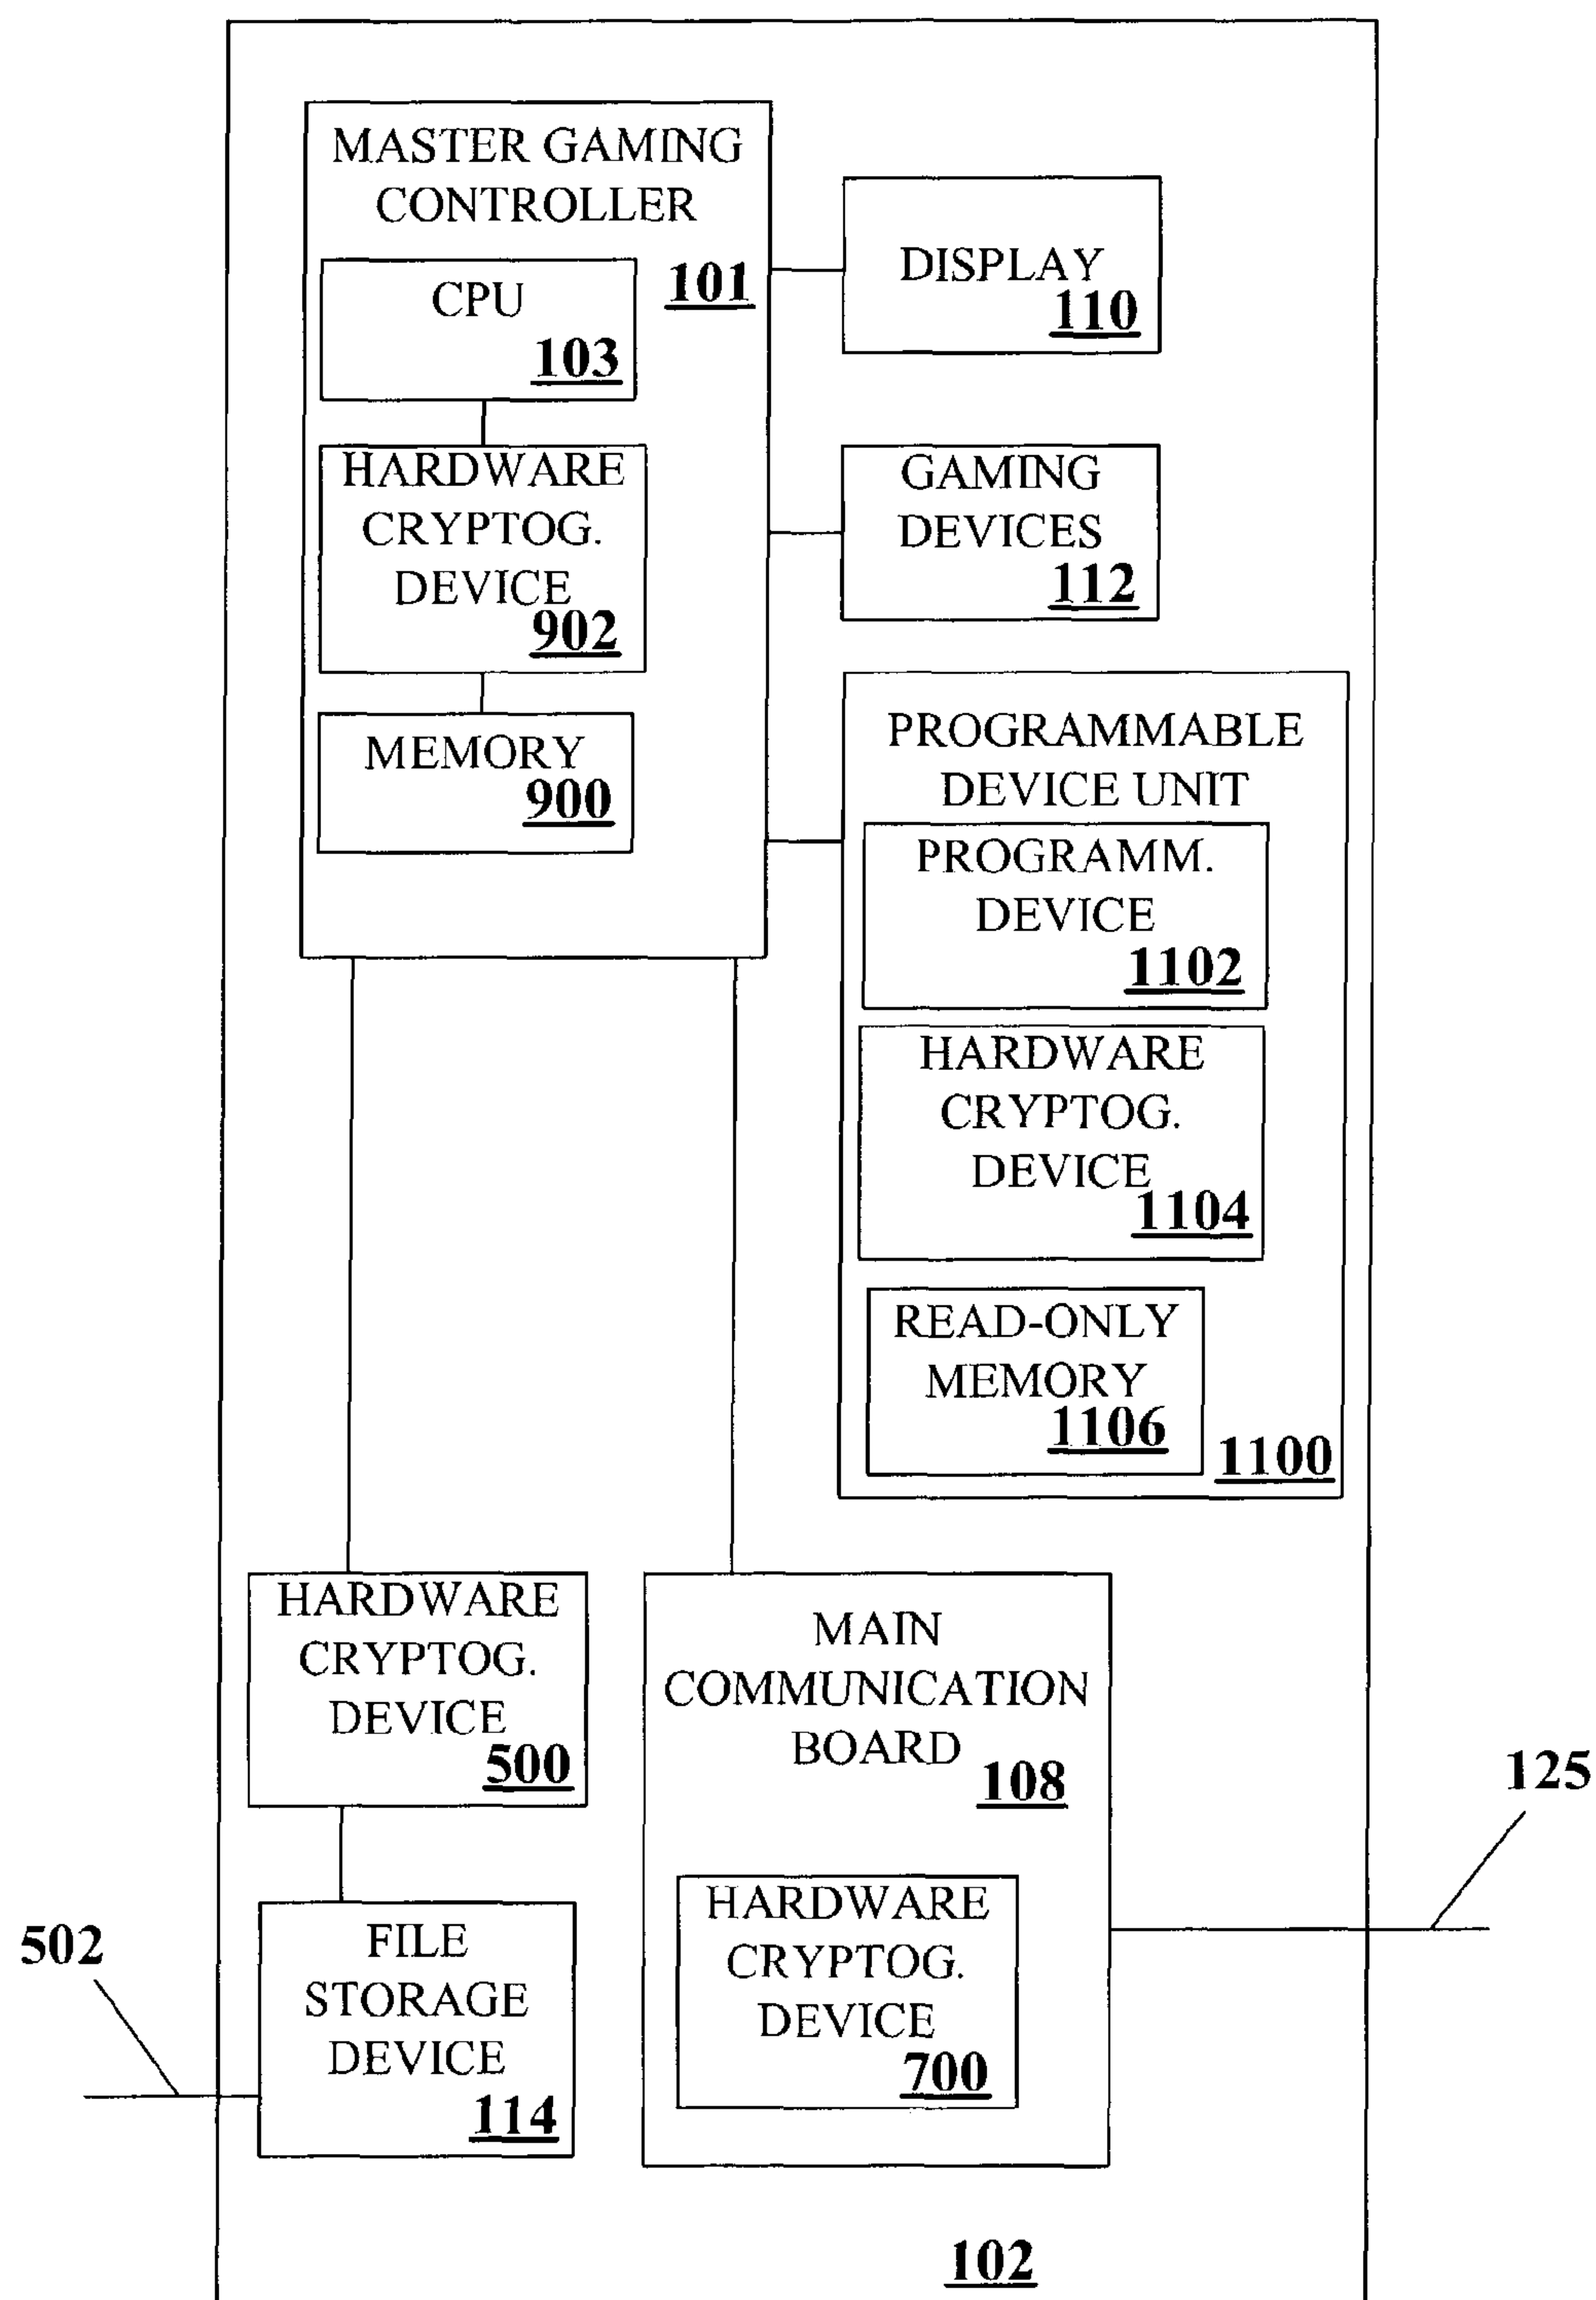 MASTER GAMING
CONTROLLER
101
CPU
103
HARDWARE
CRYPTOG.
DEVICE
902
MEMORY
900
DISPLAY
110
GAMING
DEVICES
112
PROGRAMMABLE
DEVICE UNIT
PROGRAMM.
DEVICE
1102
HARDWARE
CRYPTOG.
DEVICE
1104
READ-ONLY
MEMORY
1106
1100
HARDWARE
CRYPTOG.
DEVICE
500
MAIN
COMMUNICATION
BOARD
108
125
HARDWARE
CRYPTOG.
DEVICE
700
502
FILE
STORAGE
DEVICE
114
102